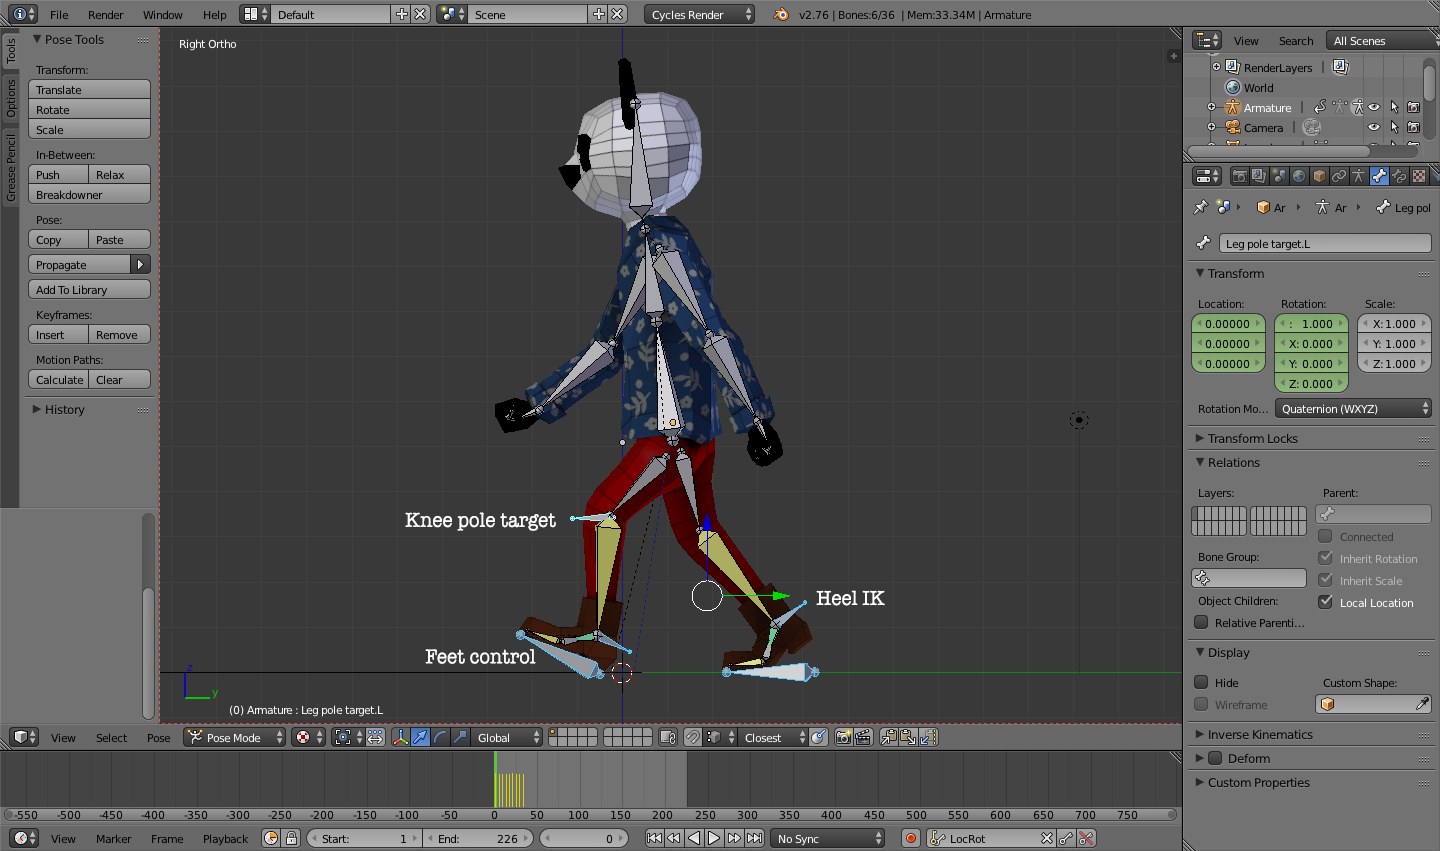 File Render Window Help Default Scene Cycles Render v2.76 | Bones:6/36 | Mem:33.34M | Armature
Tools
Options
Grease Pencil
Pose Tools
Transform:
Translate
Rotate
Scale
In-Between:
Push Relax
Breakdowner
Pose:
Copy Paste
Propagate
Add To Library
Keyframes:
Insert Remove
Motion Paths:
Calculate Clear
History
Right Ortho
Knee pole target
Heel IK
Feet control
z
y
(0) Armature : Leg pole target.L
View Select Pose Pose Mode Global Closest
View Search All Scenes
RenderLayers
World
Armature
Camera
Ar Ar Leg pol
Leg pole target.L
Transform
Location: Rotation: Scale:
0.00000 : 1.000 X: 1.000
0.00000 X: 0.000 Y: 1.000
0.00000 Y: 0.000 Z: 1.000
Z: 0.000
Rotation Mo... Quaternion (WXYZ)
Transform Locks
Relations
Layers: Parent:
Connected
Bone Group: Inherit Rotation
Inherit Scale
Object Children: Local Location
Relative Parenti...
Display
Hide Custom Shape:
Wireframe
Inverse Kinematics
Deform
Custom Properties
-550 -500 -450 -400 -350 -300 -250 -200 -150 -100 -50 0 50 100 150 200 250 300 350 400 450 500 550 600 650 700 750
View Marker Frame Playback Start: 1 End: 226 0 No Sync LocRot